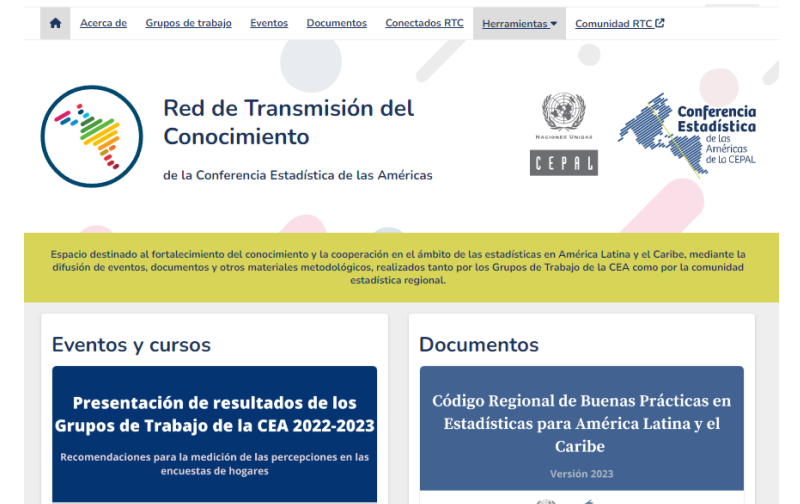 Acerca de Grupos de trabajo Eventos Documentos Conectados RTC Herramientas Comunidad RTC
Red de Transmisión del
Conocimiento
de la Conferencia Estadística de las Américas
NACIONES UNIDAS
CEPAL
Conferencia
Estadística
de las
Américas
de la CEPAL
Espacio destinado al fortalecimiento del conocimiento y la cooperación en el ámbito de las estadísticas en América Latina y el Caribe, mediante la
difusión de eventos, documentos y otros materiales metodológicos, realizados tanto por los Grupos de Trabajo de la CEA como por la comunidad
estadística regional.
Eventos y cursos
Presentación de resultados de los
Grupos de Trabajo de la CEA 2022-2023
Recomendaciones para la medición de las percepciones en las
encuestas de hogares
Documentos
Código Regional de Buenas Prácticas en
Estadísticas para América Latina y el
Caribe
Versión 2023